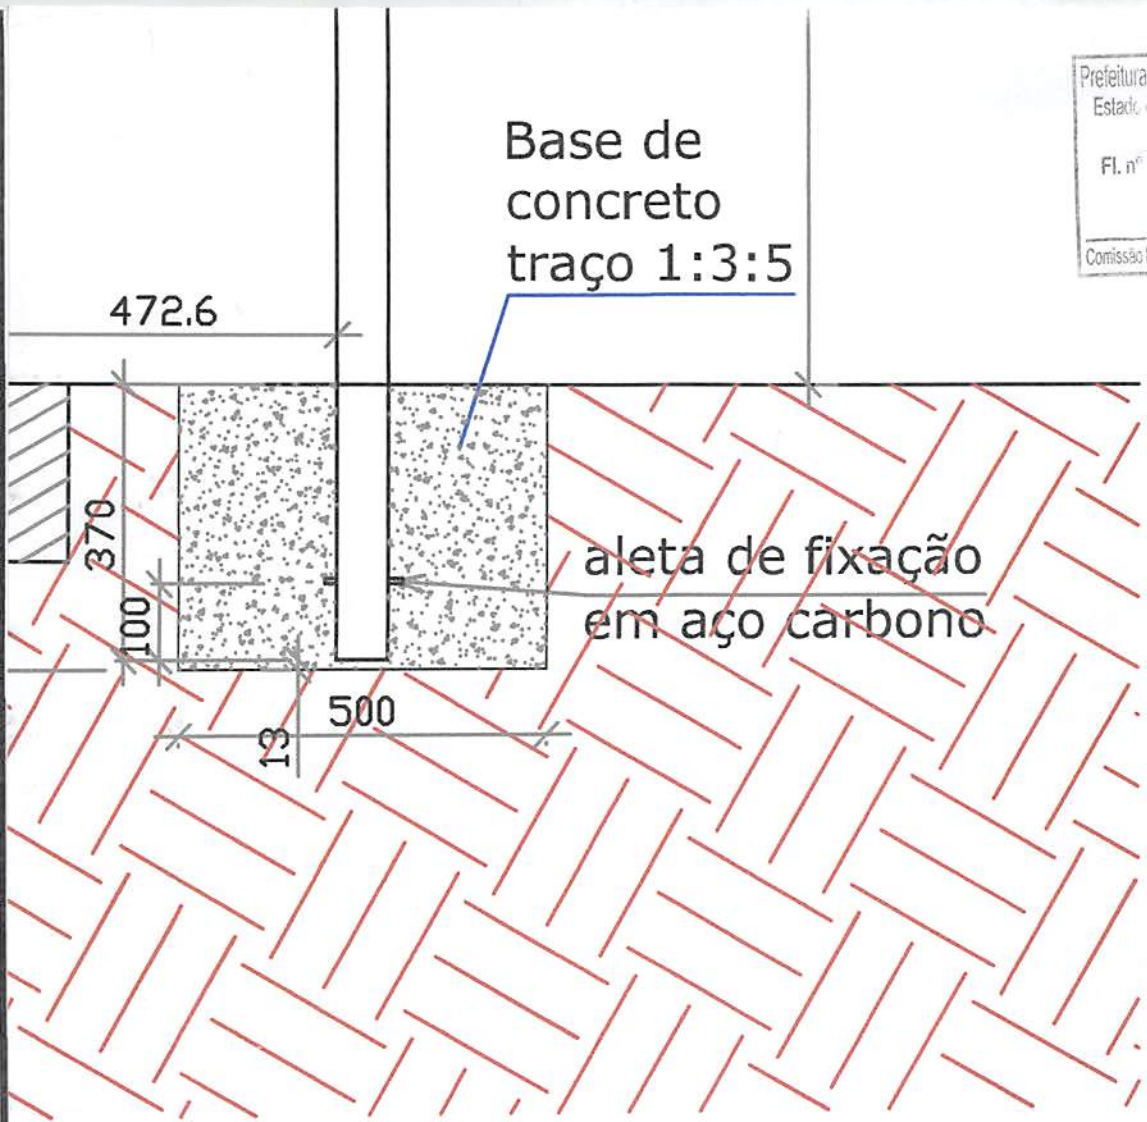 Prefeitura
Estado
Fl. nº
Comissão
Base de
concreto
traço 1:3:5
472.6
370
100
aleta de fixação
em aço carbono
500
13